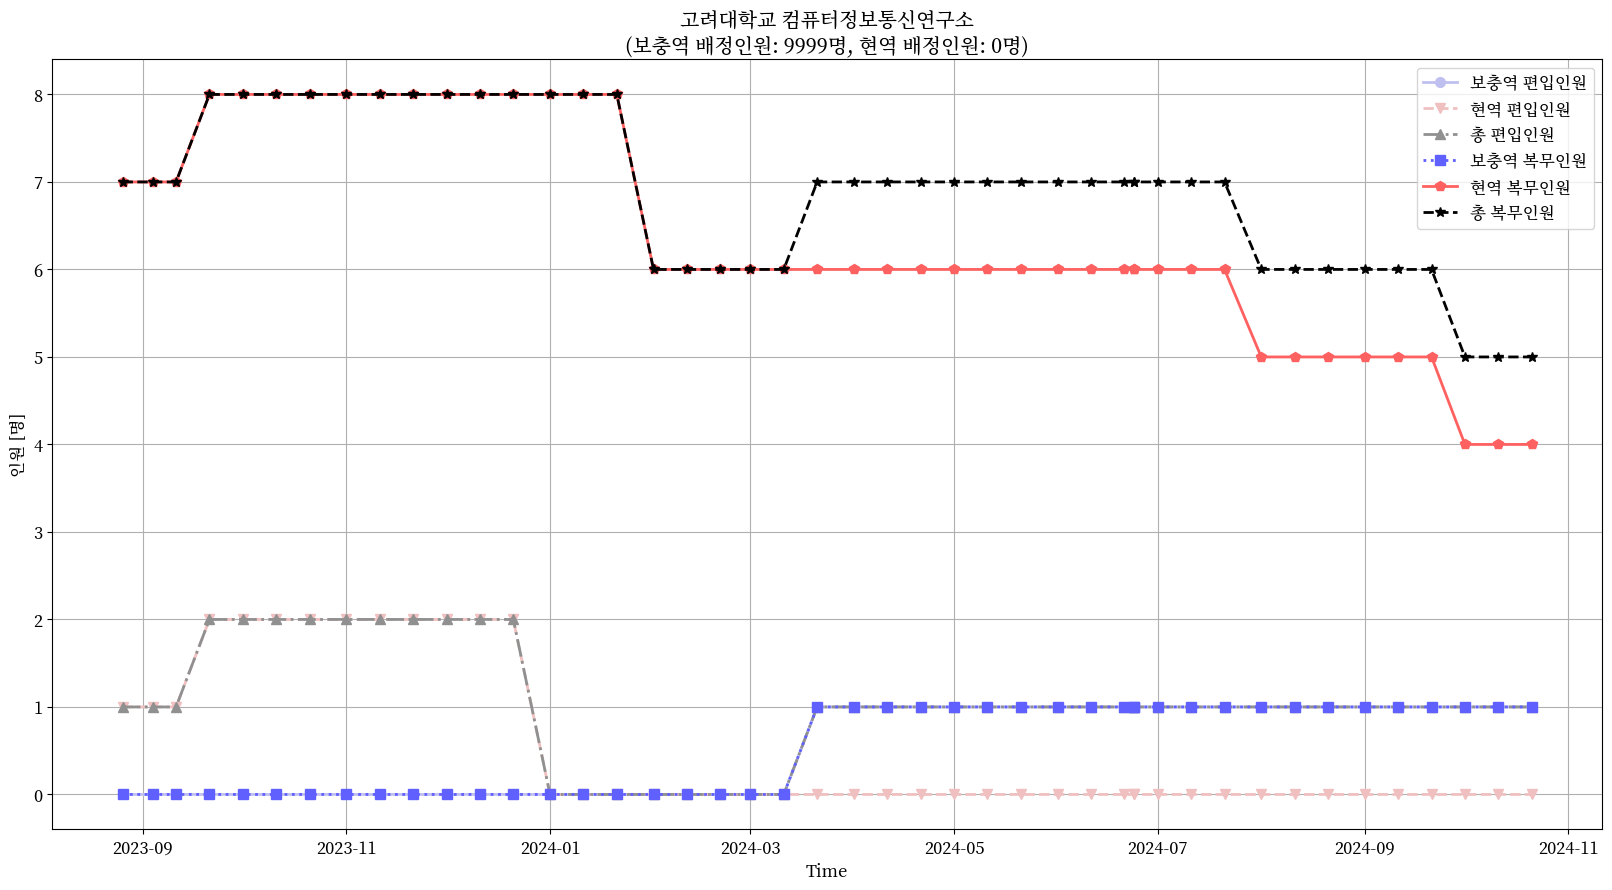 고려대학교 컴퓨터정보통신연구소
(보충역 배정인원: 9999명, 현역 배정인원: 0명)
보충역 편입인원
현역 편입인원
총 편입인원
보충역 복무인원
현역 복무인원
총 복무인원
인원 [명]
8
7
6
5
4
3
2
1
0
2023-09
2023-11
2024-01
2024-03
2024-05
2024-07
2024-09
2024-11
Time